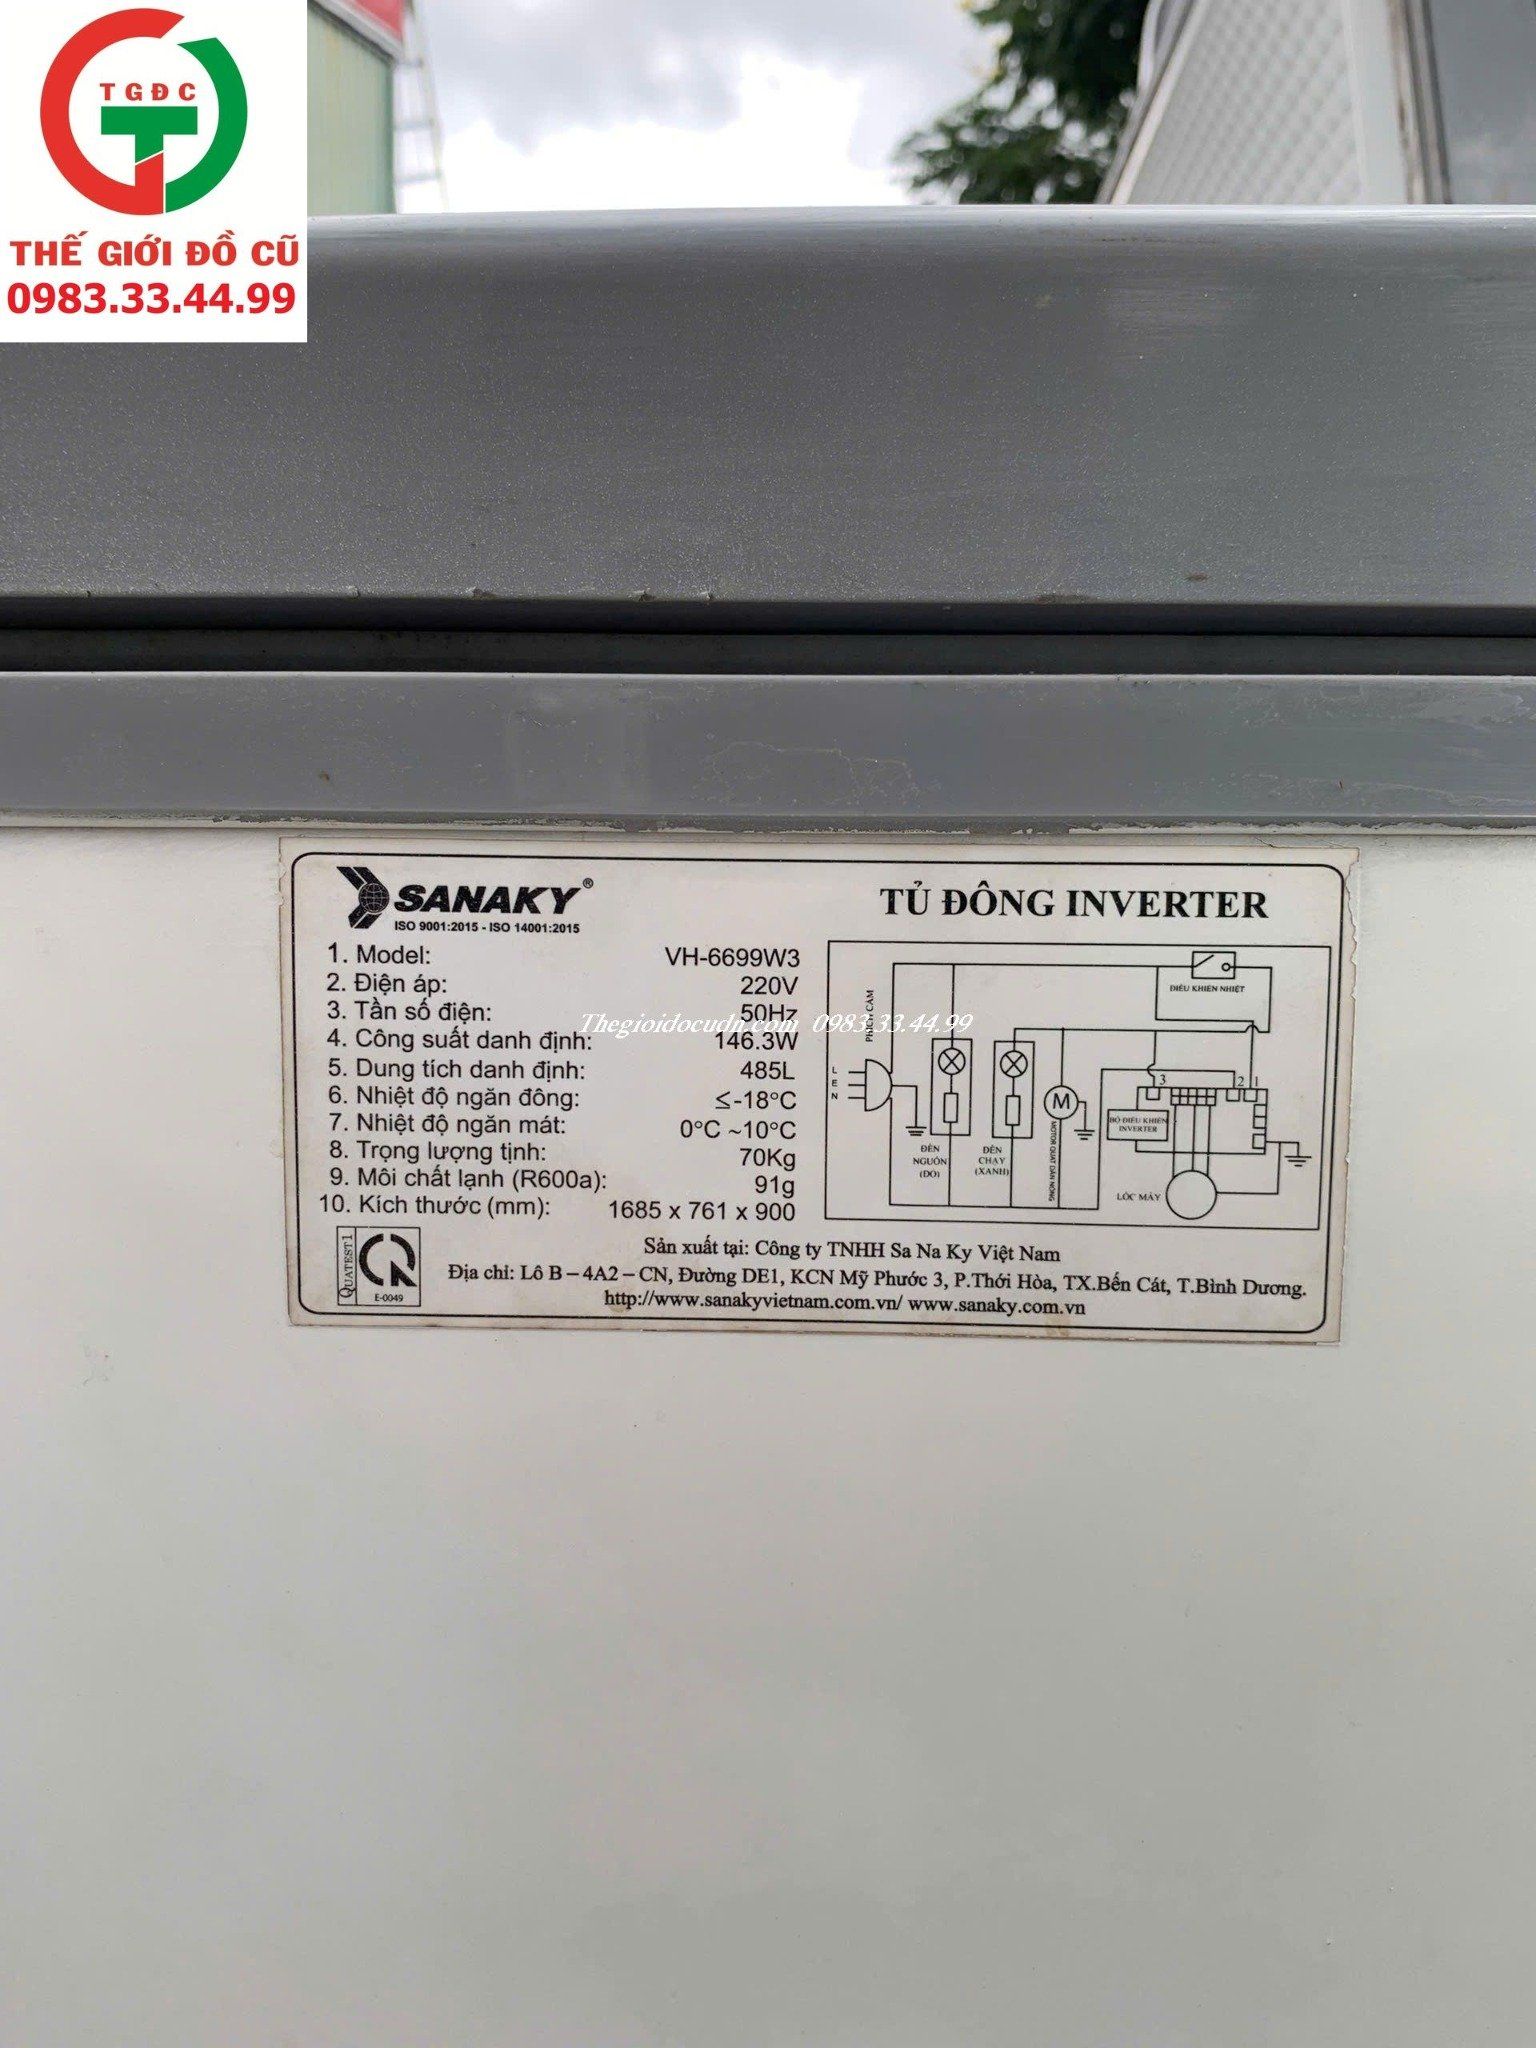 TGĐC
THẾ GIỚI ĐỒ CŨ
0983.33.44.99
SANAKY®
ISO 9001:2015 - ISO 14001:2015
TỦ ĐÔNG INVERTER
1. Model: VH-6699W3
2. Điện áp: 220V
3. Tần số điện: 50Hz
Thegioidocudn.com 0983.33.44.99
4. Công suất danh định: 146.3W
5. Dung tích danh định: 485L
6. Nhiệt độ ngăn đông: ≤-18°C
7. Nhiệt độ ngăn mát: 0°C ~10°C
8. Trọng lượng tịnh: 70Kg
9. Môi chất lạnh (R600a): 91g
10. Kích thước (mm): 1685 x 761 x 900
PHÍCH CẮM
L
E
N
ĐIỀU KHIỂN NHIỆT
ĐÈN
NGUỒN
(ĐỎ)
ĐÈN
CHẠY
(XANH)
M
MOTOR QUẠT DÀN NÓNG
3
2
1
BỘ ĐIỀU KHIỂN
INVERTER
LỐC MÁY
QUATEST1
E-0049
Sản xuất tại: Công ty TNHH Sa Na Ky Việt Nam
Địa chỉ: Lô B – 4A2 – CN, Đường DE1, KCN Mỹ Phước 3, P.Thới Hòa, TX.Bến Cát, T.Bình Dương.
http://www.sanakyvietnam.com.vn/ www.sanaky.com.vn